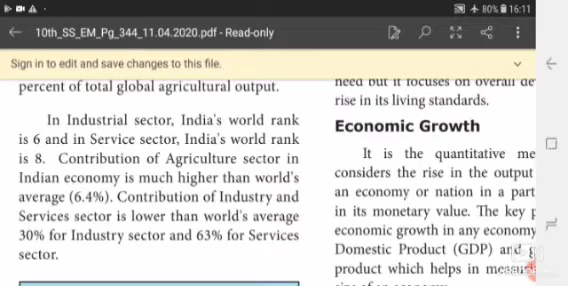 80% 16:11
10th_SS_EM_Pg_344_11.04.2020.pdf - Read-only
Sign in to edit and save changes to this file.
percent of total global agricultural output.
In Industrial sector, India's world rank
is 6 and in Service sector, India's world rank
is 8. Contribution of Agriculture sector in
Indian economy is much higher than world's
average (6.4%). Contribution of Industry and
Services sector is lower than world's average
30% for Industry sector and 63% for Services
sector.
need but it focuses on overall de
rise in its living standards.
Economic Growth
It is the quantitative me
considers the rise in the output
an economy or nation in a part
in its monetary value. The key p
economic growth in any economy
Domestic Product (GDP) and g
product which helps in measu